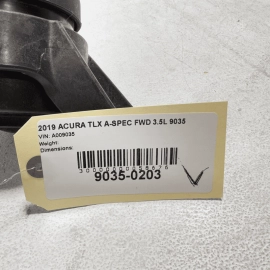 2019 ACURA TLX A-SPEC FWD 3.5L 9035
VIN: A009035
Weight:
Dimensions:
9035-0203